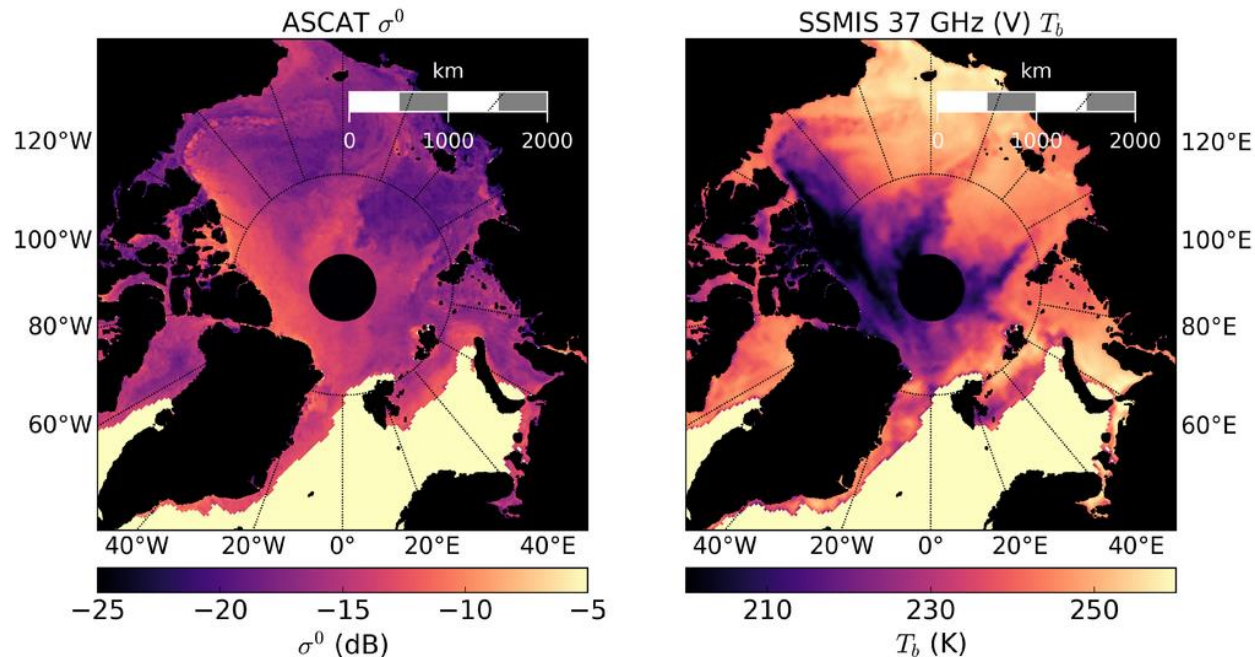 ASCAT σ⁰
km
0 1000 2000
120°W
100°W
80°W
60°W
40°W 20°W 0° 20°E 40°E
−25 −20 −15 −10 −5
σ⁰ (dB)
SSMIS 37 GHz (V) T_b
km
0 1000 2000
120°E
100°E
80°E
60°E
40°W 20°W 0° 20°E 40°E
210 230 250
T_b (K)